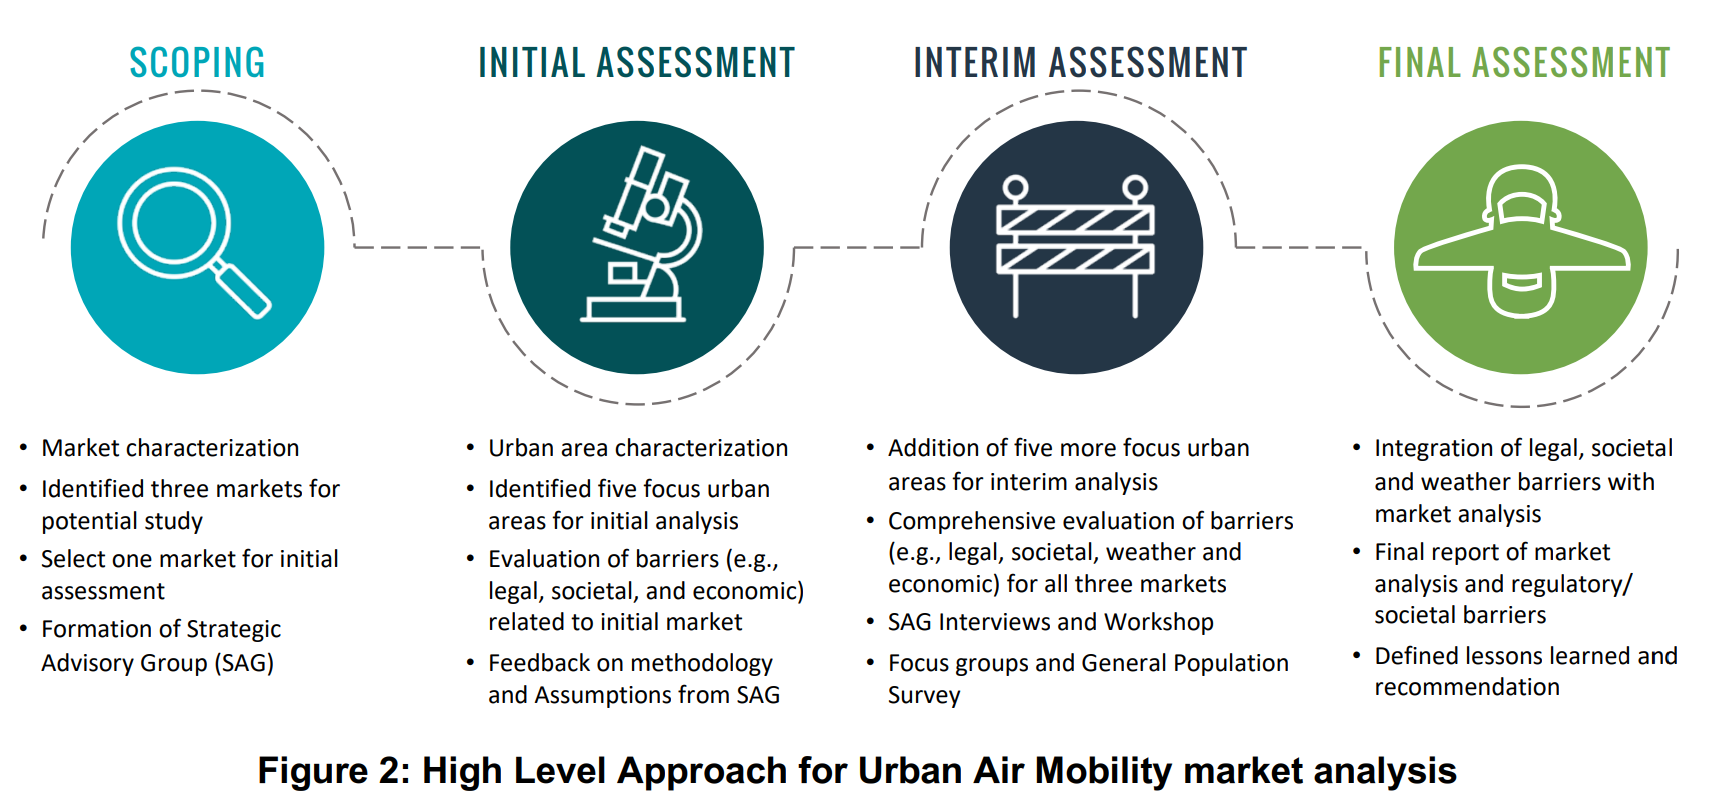 SCOPING
• Market characterization
• Identified three markets for
potential study
• Select one market for initial
assessment
• Formation of Strategic
Advisory Group (SAG)
INITIAL ASSESSMENT
• Urban area characterization
• Identified five focus urban
areas for initial analysis
• Evaluation of barriers (e.g.,
legal, societal, and economic)
related to initial market
• Feedback on methodology
and Assumptions from SAG
INTERIM ASSESSMENT
• Addition of five more focus urban
areas for interim analysis
• Comprehensive evaluation of barriers
(e.g., legal, societal, weather and
economic) for all three markets
• SAG Interviews and Workshop
• Focus groups and General Population
Survey
FINAL ASSESSMENT
• Integration of legal, societal
and weather barriers with
market analysis
• Final report of market
analysis and regulatory/
societal barriers
• Defined lessons learned and
recommendation
Figure 2: High Level Approach for Urban Air Mobility market analysis